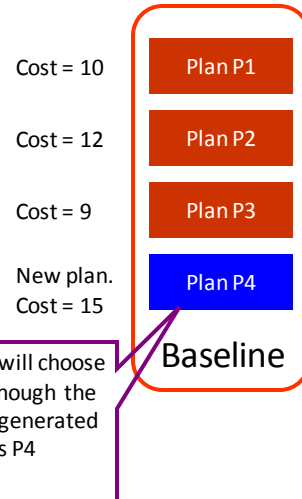 Cost = 10
Plan P1
Cost = 12
Plan P2
Cost = 9
Plan P3
New plan.
Cost = 15
Plan P4
Baseline
will choose
though the
generated
s P4